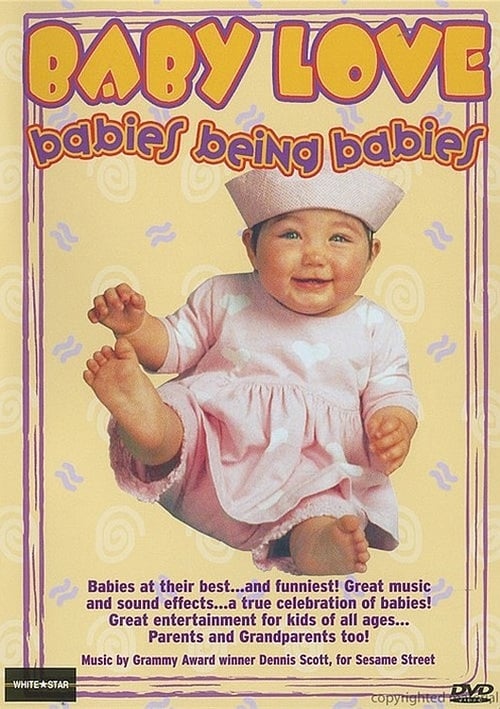 BABY LOVE
babies being babies
Babies at their best...and funniest! Great music
and sound effects...a true celebration of babies!
Great entertainment for kids of all ages...
Parents and Grandparents too!
Music by Grammy Award winner Dennis Scott, for Sesame Street
WHITE★STAR
DVD
copyrighted material